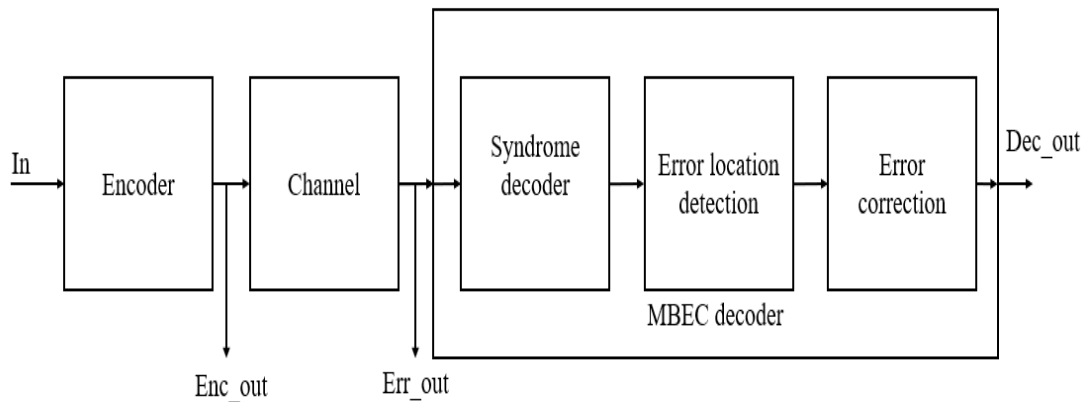 In
Encoder
Channel
Syndrome
decoder
Error location
detection
Error
correction
Dec_out
MBEC decoder
Enc_out
Err_out